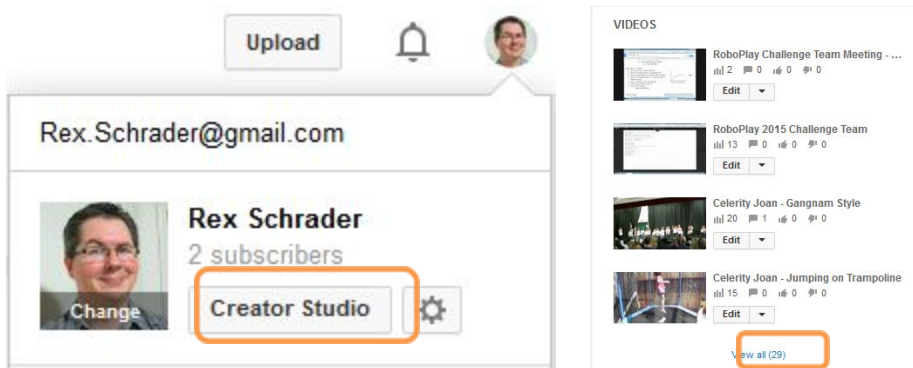 Upload
Rex.Schrader@gmail.com
Rex Schrader
2 subscribers
Change
Creator Studio
VIDEOS
RoboPlay Challenge Team Meeting - ...
2 0 0 0
Edit
RoboPlay 2015 Challenge Team
13 0 0 0
Edit
Celerity Joan - Gangnam Style
20 1 0 0
Edit
Celerity Joan - Jumping on Trampoline
15 0 0 0
Edit
View all (29)